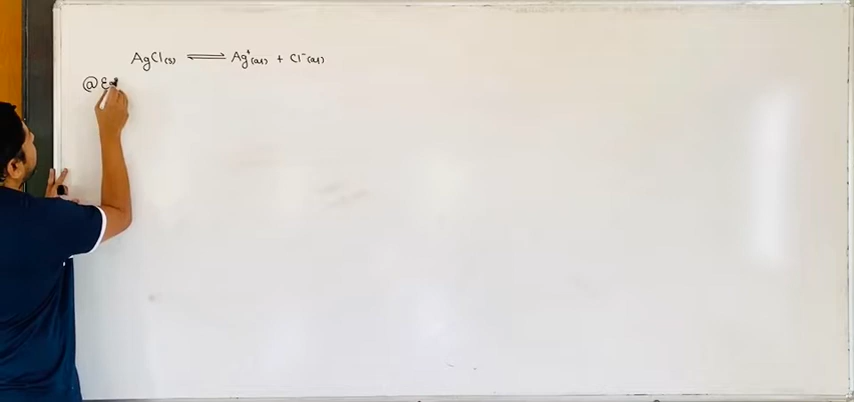 AgCl(s) ⇌ Ag⁺(aq) + Cl⁻(aq)
@ E